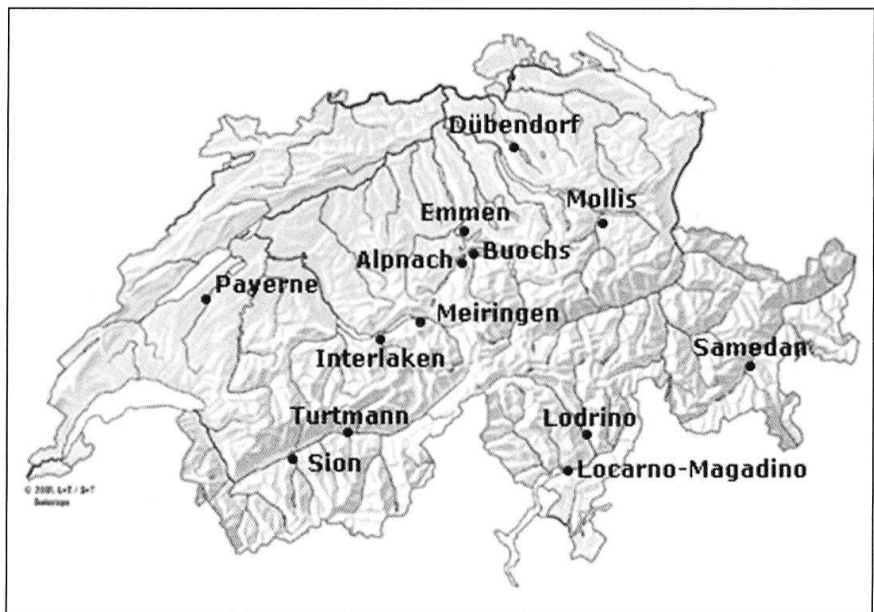 Dübendorf
Mollis
Emmen
Buochs
Alpnach
Payerne
Meiringen
Interlaken
Samedan
Turtmann
Lodrino
Sion
Locarno-Magadino